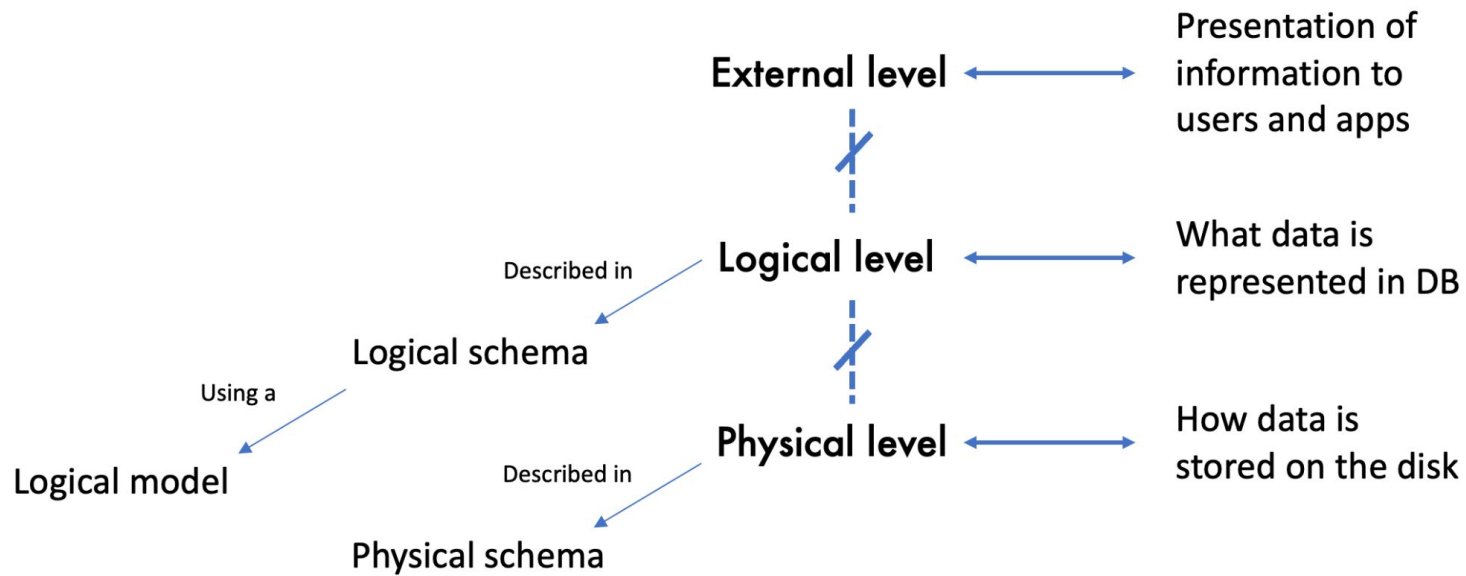 Presentation of
External level
information to
users and apps
What data is
Logical level
represented in DB
Described in
Logical schema
Using a
How data is
Physical level
stored on the disk
Described in
Logical model
Physical schema